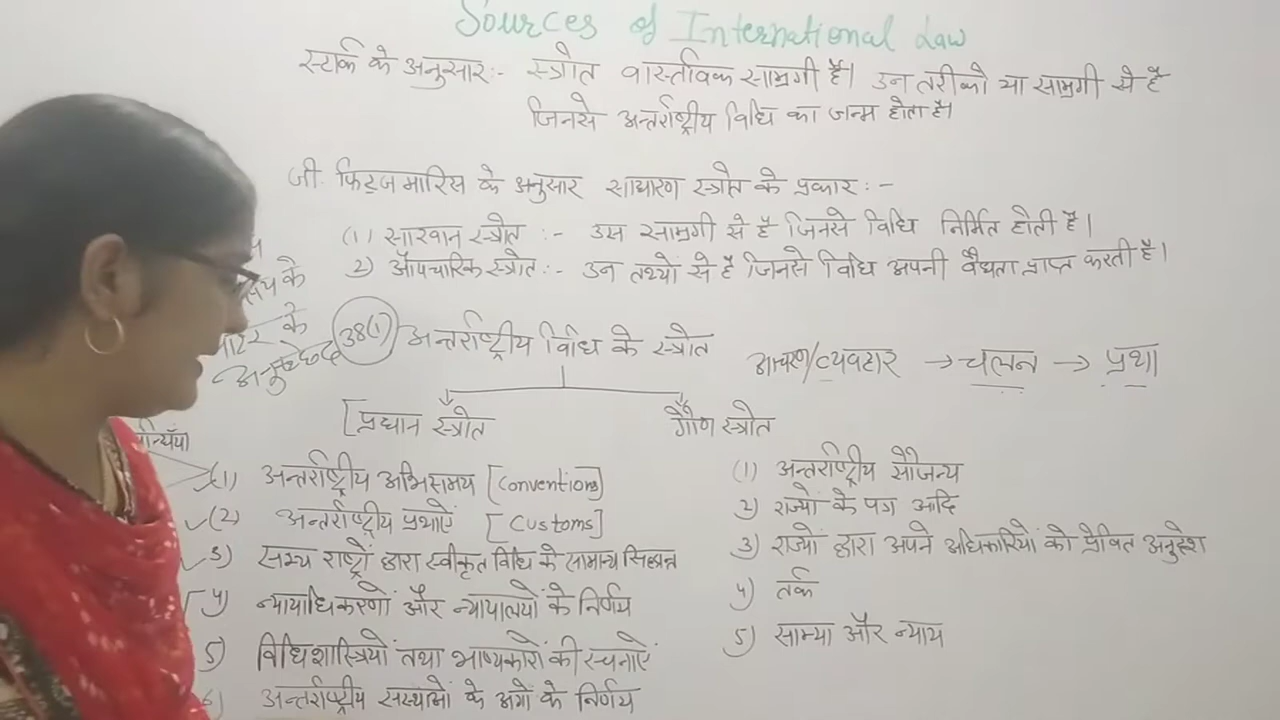 Sources of International Law
स्टार्क के अनुसार:- स्त्रोत वास्तविक सामग्री है। उन तरीको या सामग्री से है
जिनसे अन्तर्राष्ट्रीय विधि का जन्म होता है।
जी. फिट्ज मारिस के अनुसार साधारण स्त्रोत के प्रकार :-
(1) सारवान स्त्रोत :- उस सामग्री से है जिनसे विधि निर्मित होती है।
2) औपचारिक स्त्रोत :- उन तथ्यों से है जिनसे विधि अपनी वैधता प्राप्त करती है।
के
के
अनुच्छेद 38(1) अन्तर्राष्ट्रीय विधि के स्त्रोत
आचरण/व्यवहार → चलन → प्रथा
[प्रधान स्त्रोत
गौण स्त्रोत
(1) अन्तर्राष्ट्रीय अभिसमय [Conventions]
(2) अन्तर्राष्ट्रीय प्रथाएं [Customs]
3) सभ्य राष्ट्रों द्वारा स्वीकृत विधि के सामान्य सिद्धान्त
4) न्यायाधिकरणों और न्यायालयों के निर्णय
5) विधिशास्त्रियों तथा भाष्यकारों की रचनाएं
6) अन्तर्राष्ट्रीय संस्थाओं के अंगों के निर्णय
(1) अन्तर्राष्ट्रीय सौजन्य
2) राज्यों के पत्र आदि
3) राज्यों द्वारा अपने अधिकारियों को प्रेषित अनुदेश
4) तर्क
5) साम्या और न्याय